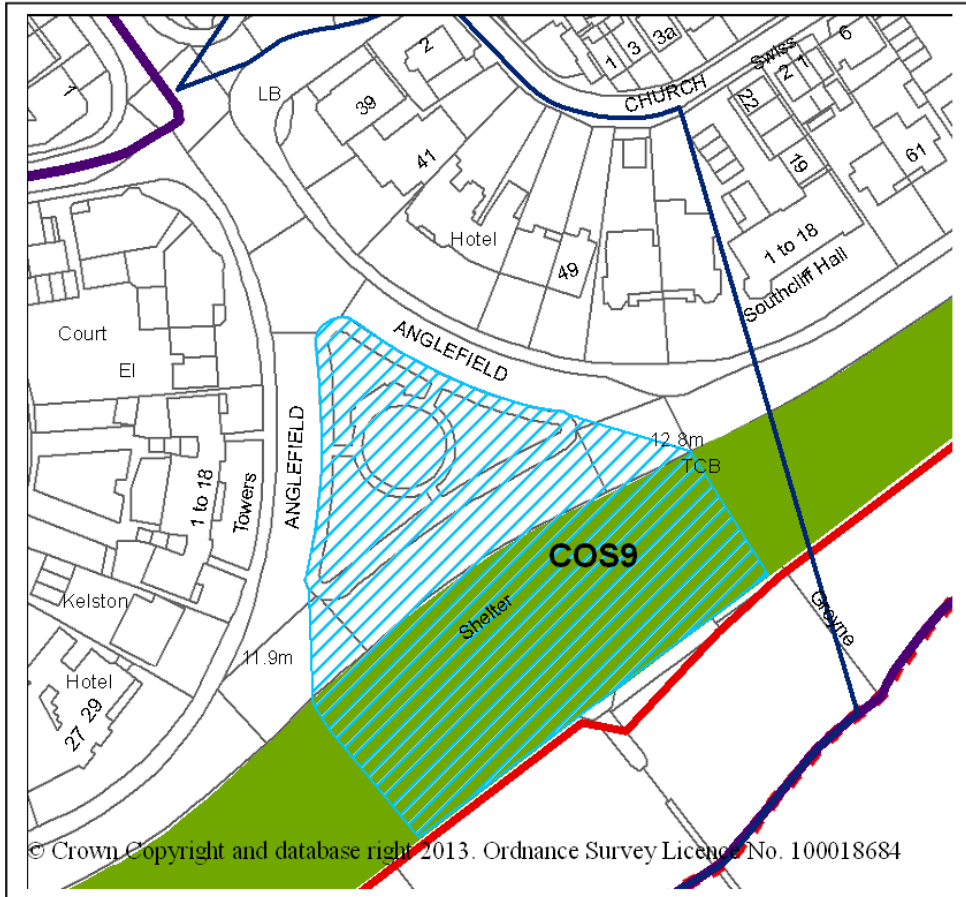 2
1
3
3a
Swiss
6
CHURCH
2
1
7
LB
39
22
41
19
61
Hotel
49
1 to 18
Southcliff Hall
Court
El
ANGLEFIELD
ANGLEFIELD
12.8m
TCB
1 to 18
Towers
COS9
Shelter
Groyne
Kelston
11.9m
Hotel
27
29
© Crown Copyright and database right 2013. Ordnance Survey Licence No. 100018684